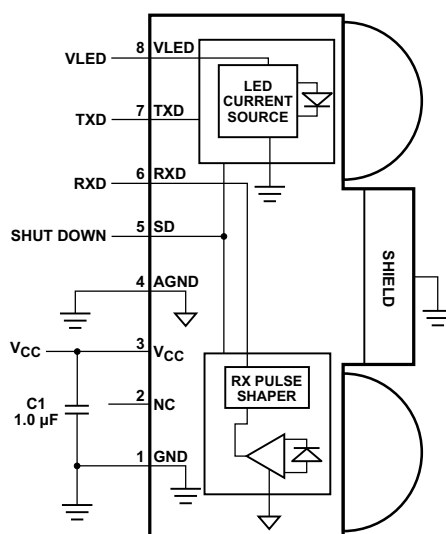 VLED
8 VLED
LED
CURRENT
SOURCE
TXD
7 TXD
RXD
6 RXD
SHUT DOWN
5 SD
4 AGND
SHIELD
VCC
3 VCC
RX PULSE
SHAPER
C1
1.0 µF
2 NC
1 GND